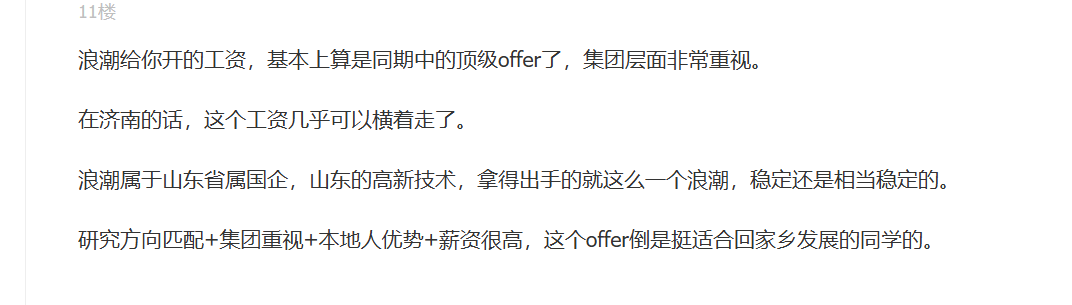 11楼
浪潮给你开的工资，基本上算是同期中的顶级offer了，集团层面非常重视。
在济南的话，这个工资几乎可以横着走了。
浪潮属于山东省属国企，山东的高新技术，拿得出手的就这么一个浪潮，稳定还是相当稳定的。
研究方向匹配+集团重视+本地人优势+薪资很高，这个offer倒是挺适合回家乡发展的同学的。